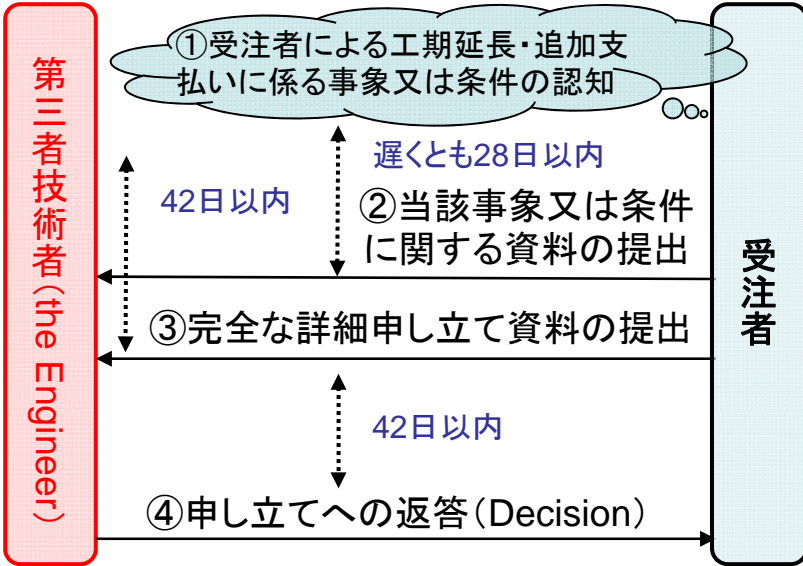 ①受注者による工期延長・追加支
払いに係る事象又は条件の認知
第三者技術者(the Engineer)
遅くとも28日以内
42日以内
②当該事象又は条件
に関する資料の提出
受注者
③完全な詳細申し立て資料の提出
42日以内
④申し立てへの返答(Decision)